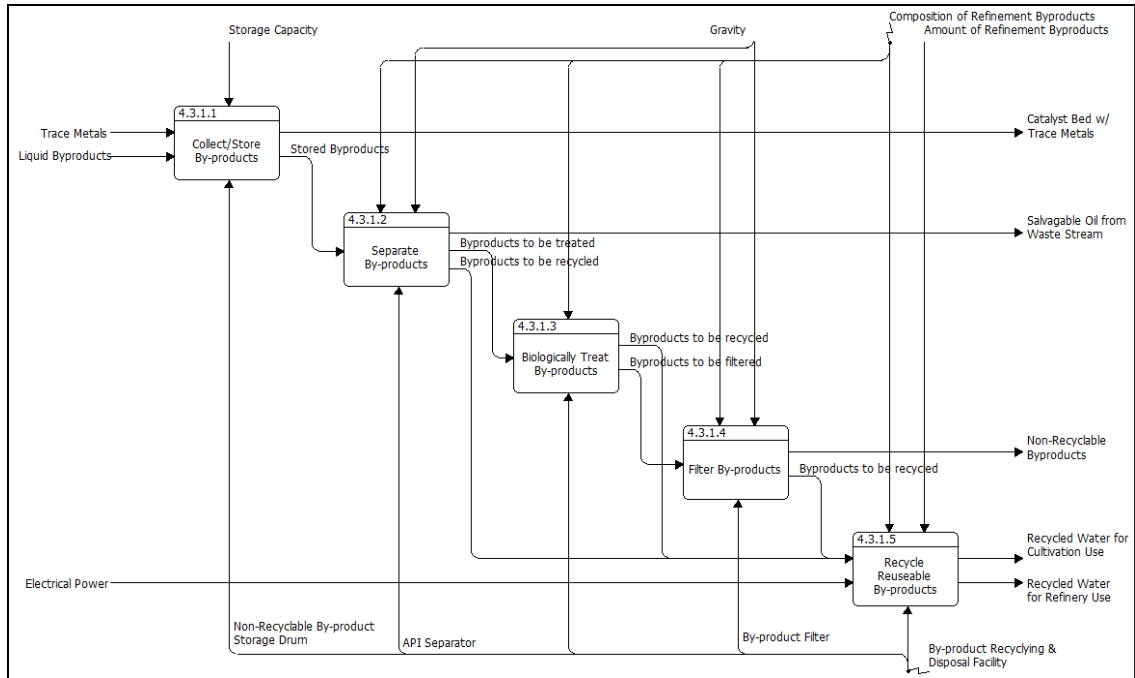 Storage Capacity
Gravity
Composition of Refinement Byproducts
Amount of Refinement Byproducts
4.3.1.1
Collect/Store
By-products
Trace Metals
Liquid Byproducts
Stored Byproducts
Catalyst Bed w/
Trace Metals
4.3.1.2
Separate
By-products
Byproducts to be treated
Byproducts to be recycled
Salvagable Oil from
Waste Stream
4.3.1.3
Biologically Treat
By-products
Byproducts to be recycled
Byproducts to be filtered
4.3.1.4
Filter By-products
Byproducts to be recycled
Non-Recyclable
Byproducts
4.3.1.5
Recycle
Reuseable
By-products
Recycled Water for
Cultivation Use
Recycled Water
for Refinery Use
Electrical Power
Non-Recyclable By-product
Storage Drum
API Separator
By-product Filter
By-product Recyclying &
Disposal Facility